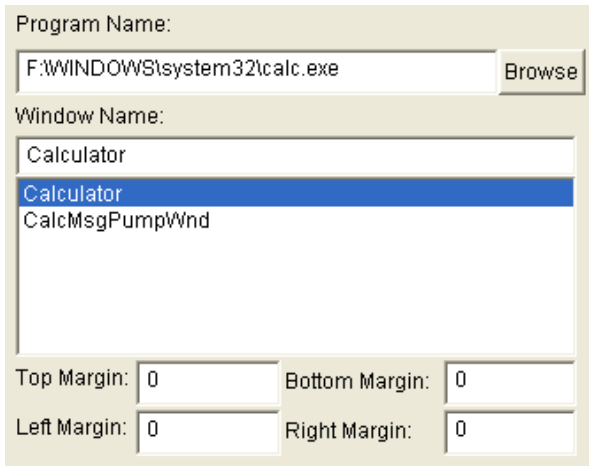 Program Name:
F:\WINDOWS\system32\calc.exe Browse
Window Name:
Calculator
Calculator
CalcMsgPumpWnd
Top Margin: 0 Bottom Margin: 0
Left Margin: 0 Right Margin: 0